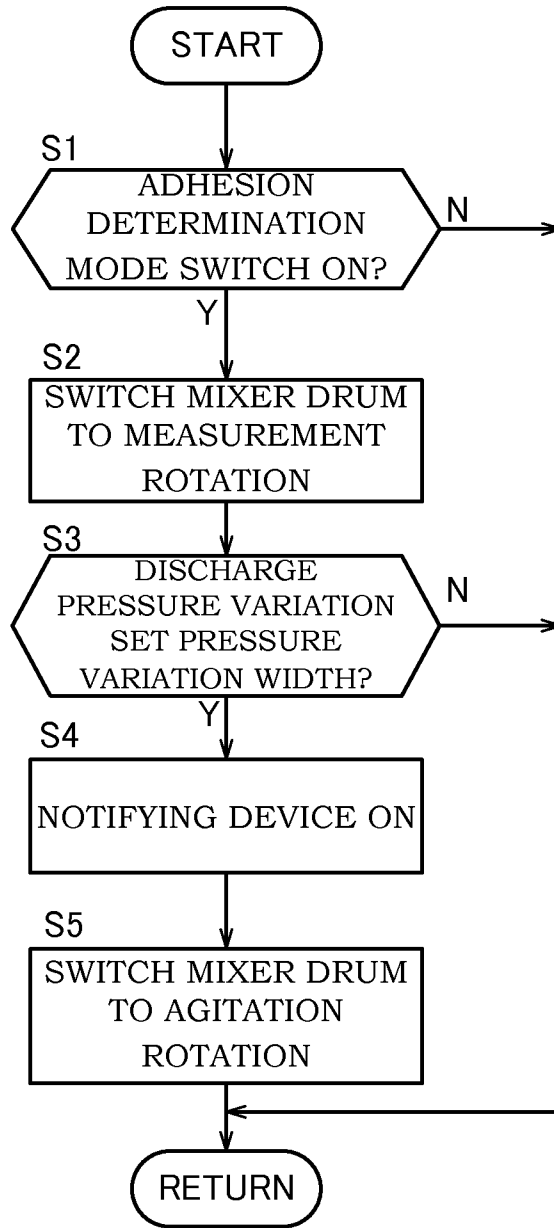 START
S1
ADHESION
DETERMINATION
MODE SWITCH ON?
N
Y
S2
SWITCH MIXER DRUM
TO MEASUREMENT
ROTATION
S3
DISCHARGE
PRESSURE VARIATION
SET PRESSURE
VARIATION WIDTH?
N
Y
S4
NOTIFYING DEVICE ON
S5
SWITCH MIXER DRUM
TO AGITATION
ROTATION
RETURN